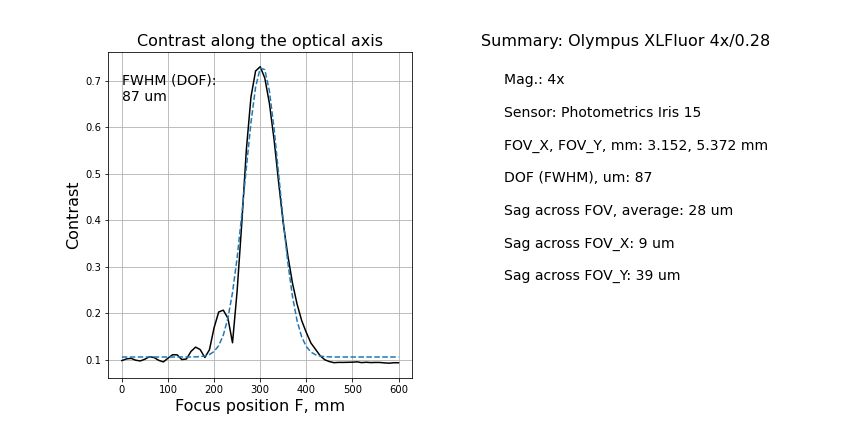 Contrast along the optical axis
FWHM (DOF):
87 um
0.7
0.6
0.5
0.4
0.3
0.2
0.1
Contrast
0 100 200 300 400 500 600
Focus position F, mm
Summary: Olympus XLFluor 4x/0.28
Mag.: 4x
Sensor: Photometrics Iris 15
FOV_X, FOV_Y, mm: 3.152, 5.372 mm
DOF (FWHM), um: 87
Sag across FOV, average: 28 um
Sag across FOV_X: 9 um
Sag across FOV_Y: 39 um